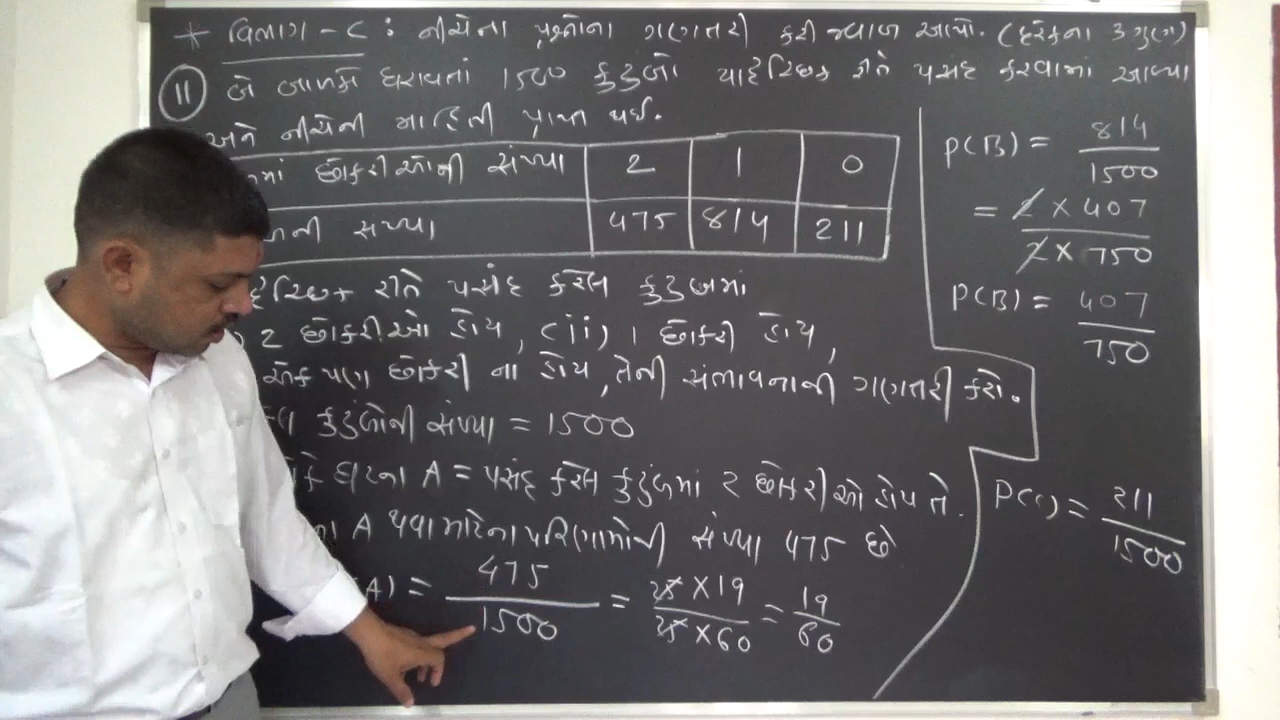 * વિભાગ - C : નીચેના પ્રશ્નોના ગણતરી કરી જવાબ આપો. (દરેકના 3 ગુણ)
11 બે બાળકો ધરાવતાં 1500 કુટુંબો યાદૈચ્છિક રીતે પસંદ કરવામાં આવ્યા
અને નીચેની માહિતી પ્રાપ્ત થઈ.
છોકરીઓની સંખ્યા 2 1 0
સંખ્યા 475 814 211
રીતે પસંદ કરેલ કુટુંબમાં
2 છોકરીઓ હોય, (ii) 1 છોકરી હોય,
એક પણ છોકરી ના હોય, તેની સંભાવનાની ગણતરી કરો.
કુટુંબોની સંખ્યા = 1500
ઘટના A = પસંદ કરેલ કુટુંબમાં 2 છોકરીઓ હોય તે.
A થવા માટેના પરિણામોની સંખ્યા 475 છે
(A) = 475/1500 = 25 × 19/25 × 60 = 19/60
P(B) = 814/1500
= 2 × 407/2 × 750
P(B) = 407/750
P(C) = 211/1500